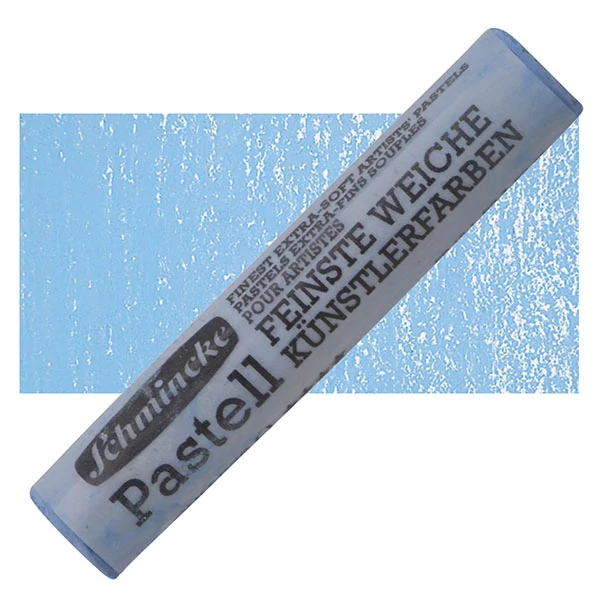 Schmincke
Pastell
FINEST EXTRA-SOFT ARTISTS' PASTELS
PASTELS EXTRA-FINS SOUPLES
POUR ARTISTES
FEINSTE WEICHE
KÜNSTLERFARBEN